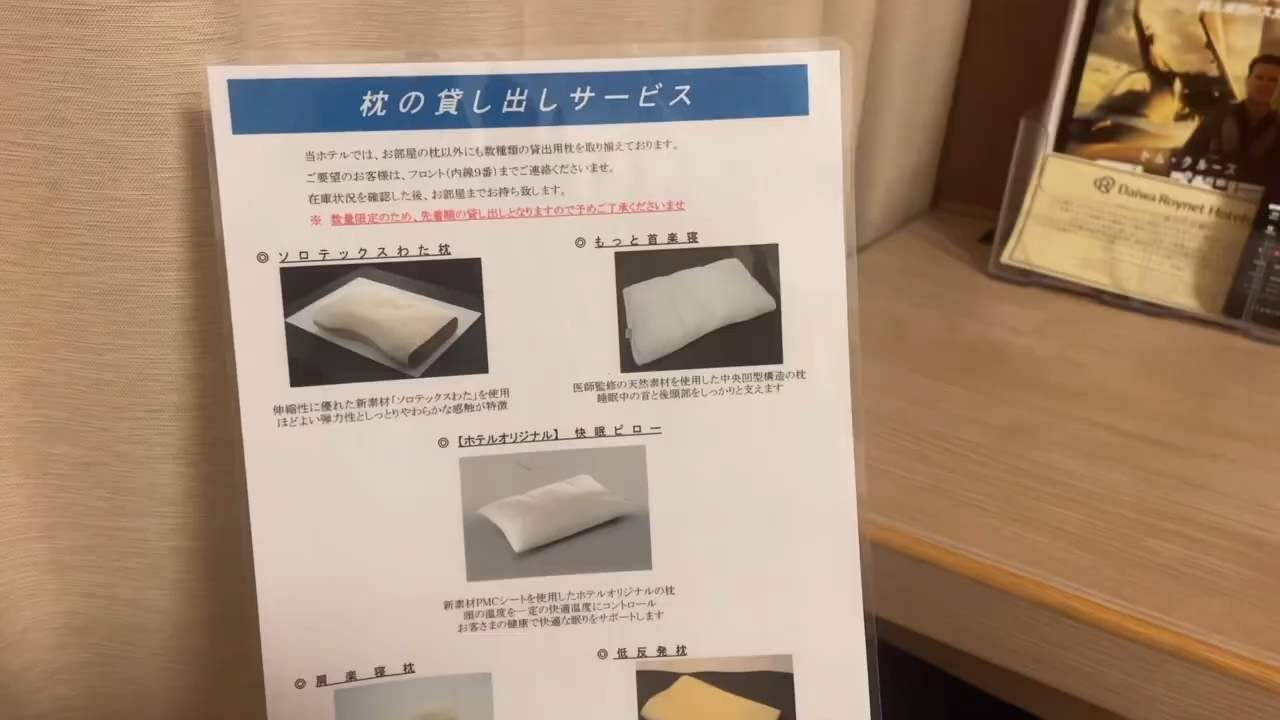 枕の貸し出しサービス
当ホテルでは、お部屋の枕以外にも数種類の貸出用枕を取り揃えております。
ご要望のお客様は、フロント(内線9番)までご連絡くださいませ。
在庫状況を確認した後、お部屋までお持ち致します。
※ 数量限定のため、先着順の貸し出しとなりますので予めご了承くださいませ
◎ ソロテックスわた枕
◎ もっと首楽寝
伸縮性に優れた新素材「ソロテックスわた」を使用
ほどよい弾力性としっとりやわらかな感触が特徴
医師監修の天然素材を使用した中央凹型構造の枕
睡眠中の首と後頭部をしっかりと支えます
◎ 【ホテルオリジナル】 快眠ピロー
新素材PMCシートを使用したホテルオリジナルの枕
頭の温度を一定の快適温度にコントロール
お客さまの健康で快適な眠りをサポートします
◎ 肩楽寝枕
◎ 低反発枕
トム・クルーズ
Daiwa Roynet Hotels